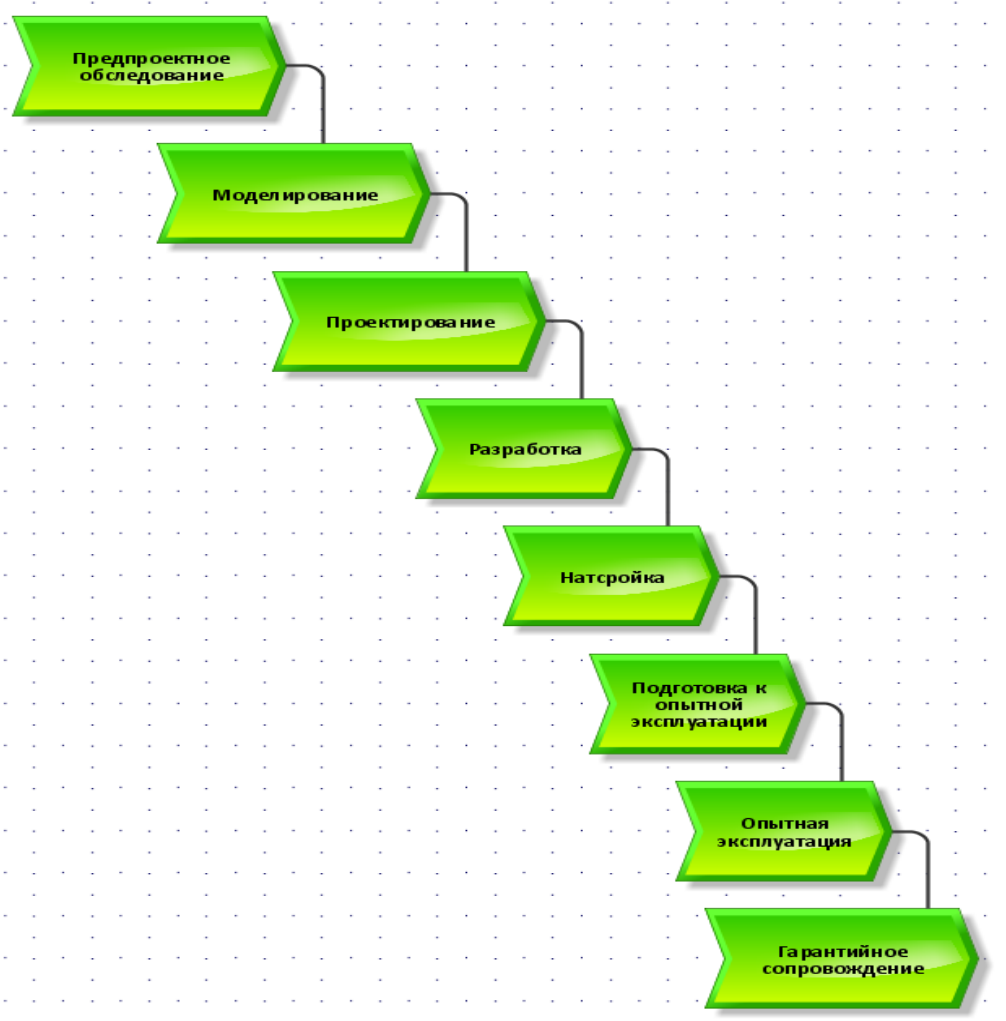 Предпроектное
обследование
Моделирование
Проектирование
Разработка
Натсройка
Подготовка к
опытной
эксплуатации
Опытная
эксплуатация
Гарантийное
сопровождение